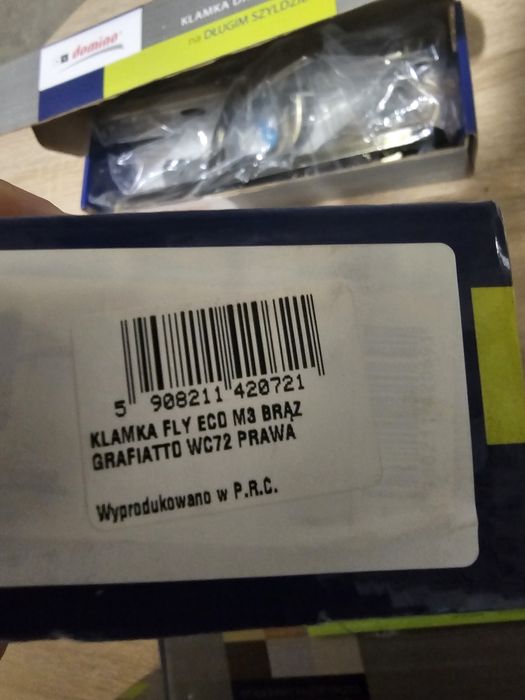 domino
KLAMKA
na DŁUGIM SZYLDZIE
5 908211 420721
KLAMKA FLY ECO M3 BRĄZ
GRAFIATTO WC72 PRAWA
Wyprodukowano w P.R.C.